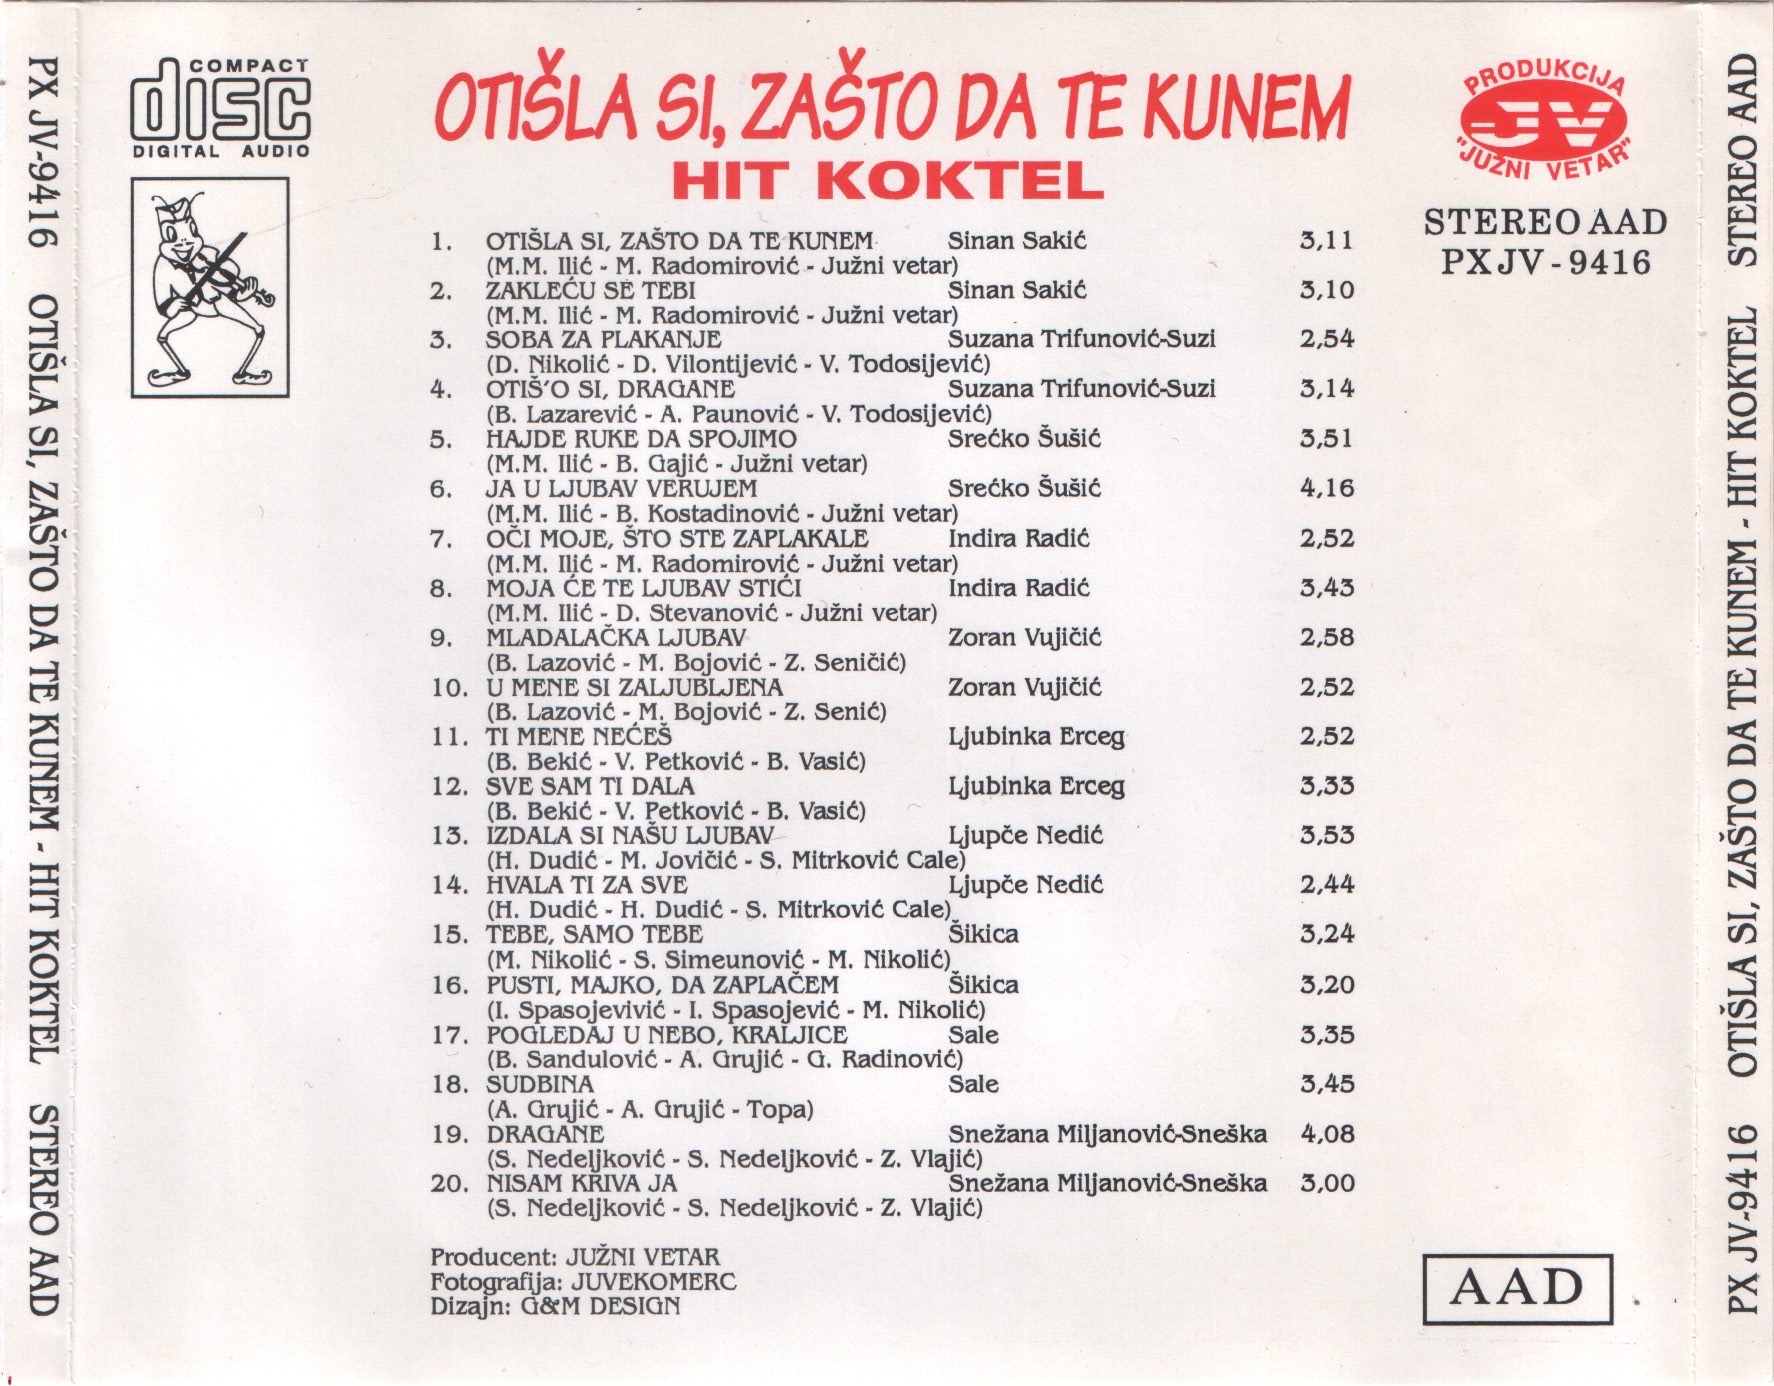 PX JV-9416 OTIŠLA SI, ZAŠTO DA TE KUNEM - HIT KOKTEL STEREO AAD
COMPACT
disc
DIGITAL AUDIO
OTIŠLA SI, ZAŠTO DA TE KUNEM
HIT KOKTEL
PRODUKCIJA
JV
"JUŽNI VETAR"
STEREO AAD
PX JV - 9416
1. OTIŠLA SI, ZAŠTO DA TE KUNEM Sinan Sakić 3,11
(M.M. Ilić - M. Radomirović - Južni vetar)
2. ZAKLEĆU SE TEBI Sinan Sakić 3,10
(M.M. Ilić - M. Radomirović - Južni vetar)
3. SOBA ZA PLAKANJE Suzana Trifunović-Suzi 2,54
(D. Nikolić - D. Vilontijević - V. Todosijević)
4. OTIŠ'O SI, DRAGANE Suzana Trifunović-Suzi 3,14
(B. Lazarević - A. Paunović - V. Todosijević)
5. HAJDE RUKE DA SPOJIMO Srećko Šušić 3,51
(M.M. Ilić - B. Gajić - Južni vetar)
6. JA U LJUBAV VERUJEM Srećko Šušić 4,16
(M.M. Ilić - B. Kostadinović - Južni vetar)
7. OČI MOJE, ŠTO STE ZAPLAKALE Indira Radić 2,52
(M.M. Ilić - M. Radomirović - Južni vetar)
8. MOJA ĆE TE LJUBAV STIĆI Indira Radić 3,43
(M.M. Ilić - D. Stevanović - Južni vetar)
9. MLADALAČKA LJUBAV Zoran Vujičić 2,58
(B. Lazović - M. Bojović - Z. Seničić)
10. U MENE SI ZALJUBLJENA Zoran Vujičić 2,52
(B. Lazović - M. Bojović - Z. Senić)
11. TI MENE NEĆEŠ Ljubinka Erceg 2,52
(B. Bekić - V. Petković - B. Vasić)
12. SVE SAM TI DALA Ljubinka Erceg 3,33
(B. Bekić - V. Petković - B. Vasić)
13. IZDALA SI NAŠU LJUBAV Ljupče Nedić 3,53
(H. Dudić - M. Jovičić - S. Mitrković Cale)
14. HVALA TI ZA SVE Ljupče Nedić 2,44
(H. Dudić - H. Dudić - S. Mitrković Cale)
15. TEBE, SAMO TEBE Šikica 3,24
(M. Nikolić - S. Simeunović - M. Nikolić)
16. PUSTI, MAJKO, DA ZAPLAČEM Šikica 3,20
(I. Spasojevivić - I. Spasojević - M. Nikolić)
17. POGLEDAJ U NEBO, KRALJICE Sale 3,35
(B. Sandulović - A. Grujić - G. Radinović)
18. SUDBINA Sale 3,45
(A. Grujić - A. Grujić - Topa)
19. DRAGANE Snežana Miljanović-Sneška 4,08
(S. Nedeljković - S. Nedeljković - Z. Vlajić)
20. NISAM KRIVA JA Snežana Miljanović-Sneška 3,00
(S. Nedeljković - S. Nedeljković - Z. Vlajić)
Producent: JUŽNI VETAR
Fotografija: JUVEKOMERC
Dizajn: G&M DESIGN
AAD
PX JV-9416 OTIŠLA SI, ZAŠTO DA TE KUNEM - HIT KOKTEL STEREO AAD